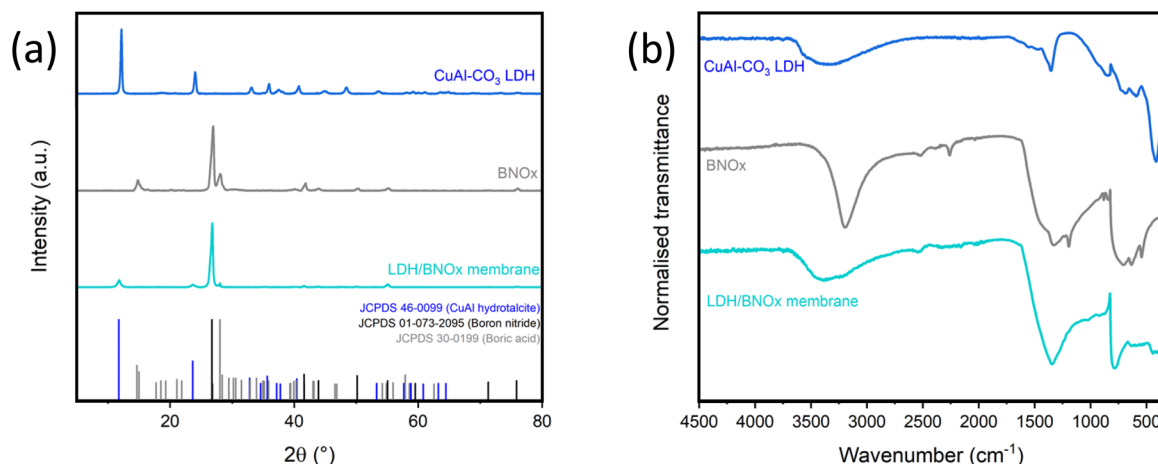 (a)
CuAl-CO₃ LDH
BNOx
LDH/BNOx membrane
JCPDS 46-0099 (CuAl hydrotalcite)
JCPDS 01-073-2095 (Boron nitride)
JCPDS 30-0199 (Boric acid)
Intensity (a.u.)
20 40 60 80
2θ (°)
(b)
CuAl-CO₃ LDH
BNOx
LDH/BNOx membrane
Normalised transmittance
4500 4000 3500 3000 2500 2000 1500 1000 500
Wavenumber (cm⁻¹)